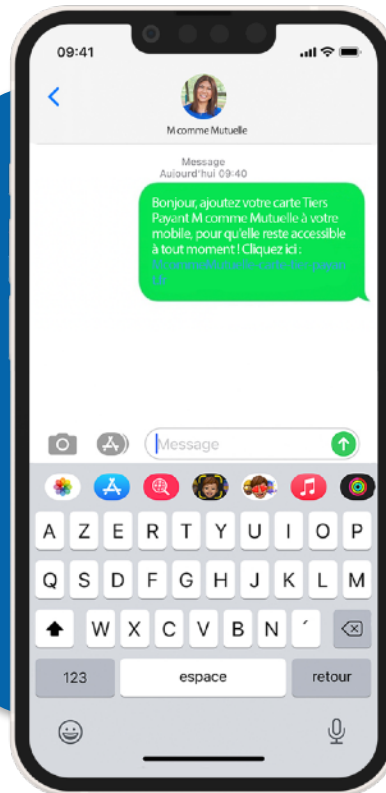 09:41
M comme Mutuelle
Message
Aujourd'hui 09:40
Bonjour, ajoutez votre carte Tiers
Payant M comme Mutuelle à votre
mobile, pour qu'elle reste accessible
à tout moment ! Cliquez ici :
Message
A Z E R T Y U I O P
Q S D F G H J K L M
W X C V B N ´
123 espace retour